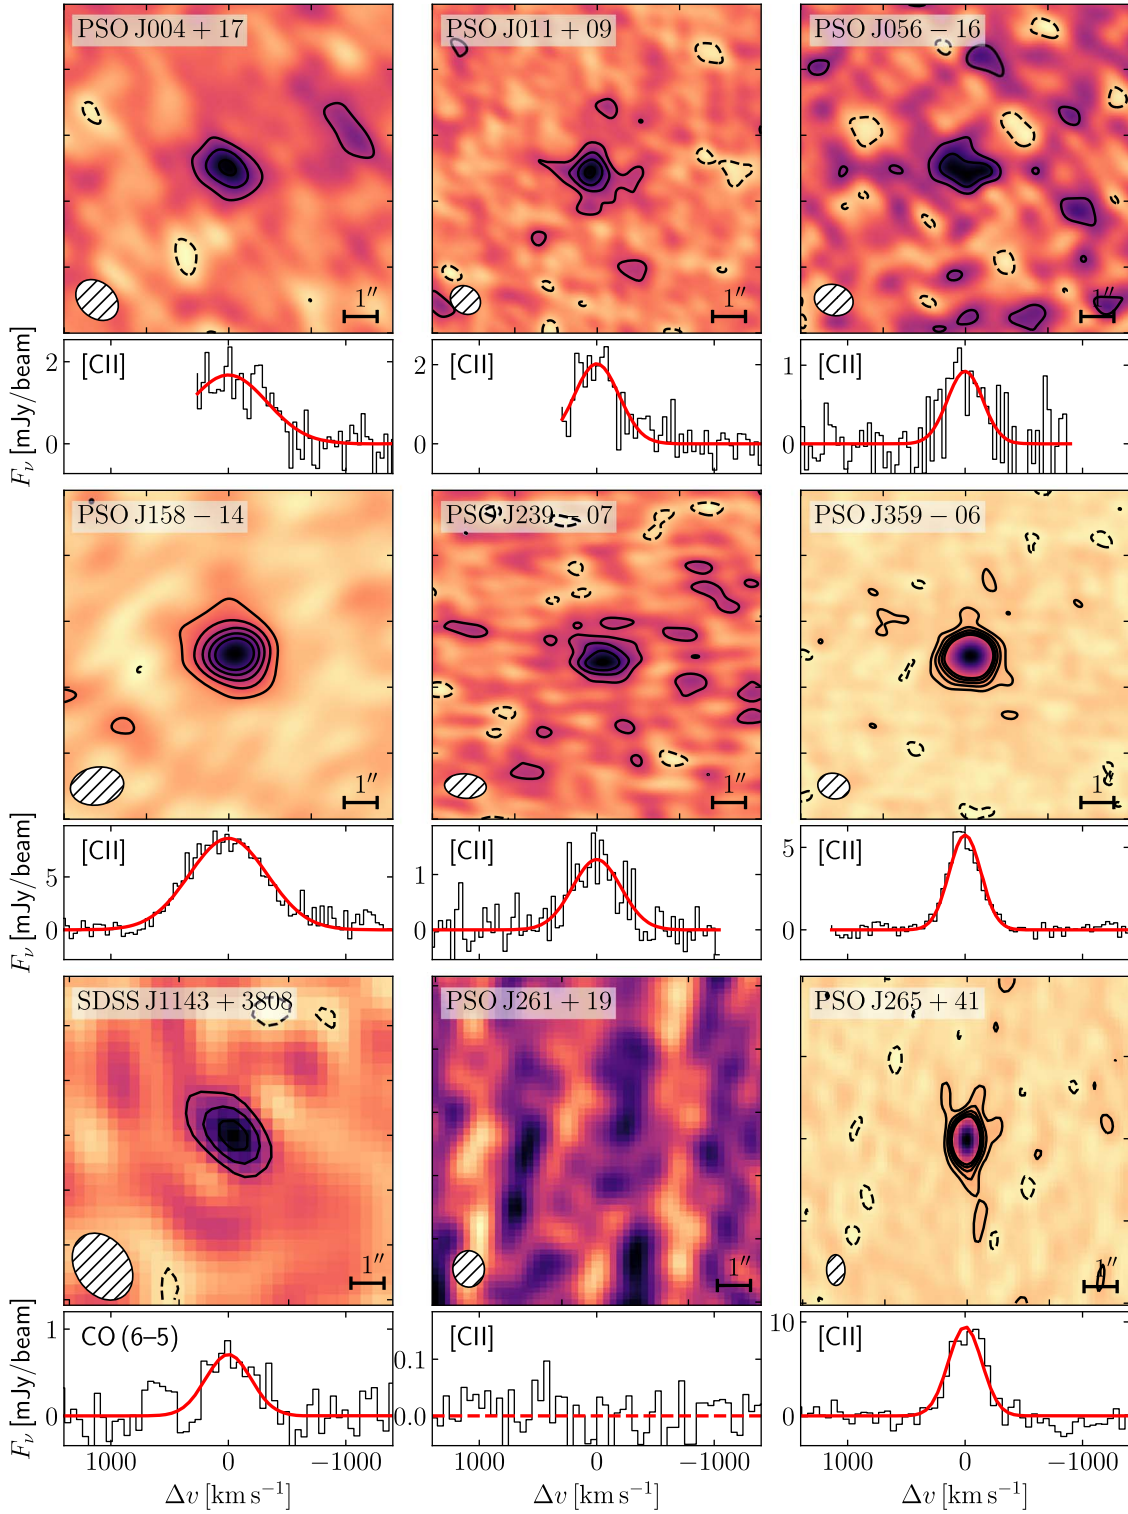 PSO J004 + 17
PSO J011 + 09
PSO J056 − 16
1″
1″
1″
F_ν [mJy/beam]
2
0
[CII]
2
0
[CII]
1
0
[CII]
PSO J158 − 14
PSO J239 − 07
PSO J359 − 06
1″
1″
1″
F_ν [mJy/beam]
5
0
[CII]
1
0
[CII]
5
0
[CII]
SDSS J1143 + 3808
PSO J261 + 19
PSO J265 + 41
1″
1″
1″
F_ν [mJy/beam]
1
0
CO (6–5)
0.1
0.0
[CII]
10
0
[CII]
1000 0 −1000
1000 0 −1000
1000 0 −1000
Δv [km s⁻¹]
Δv [km s⁻¹]
Δv [km s⁻¹]